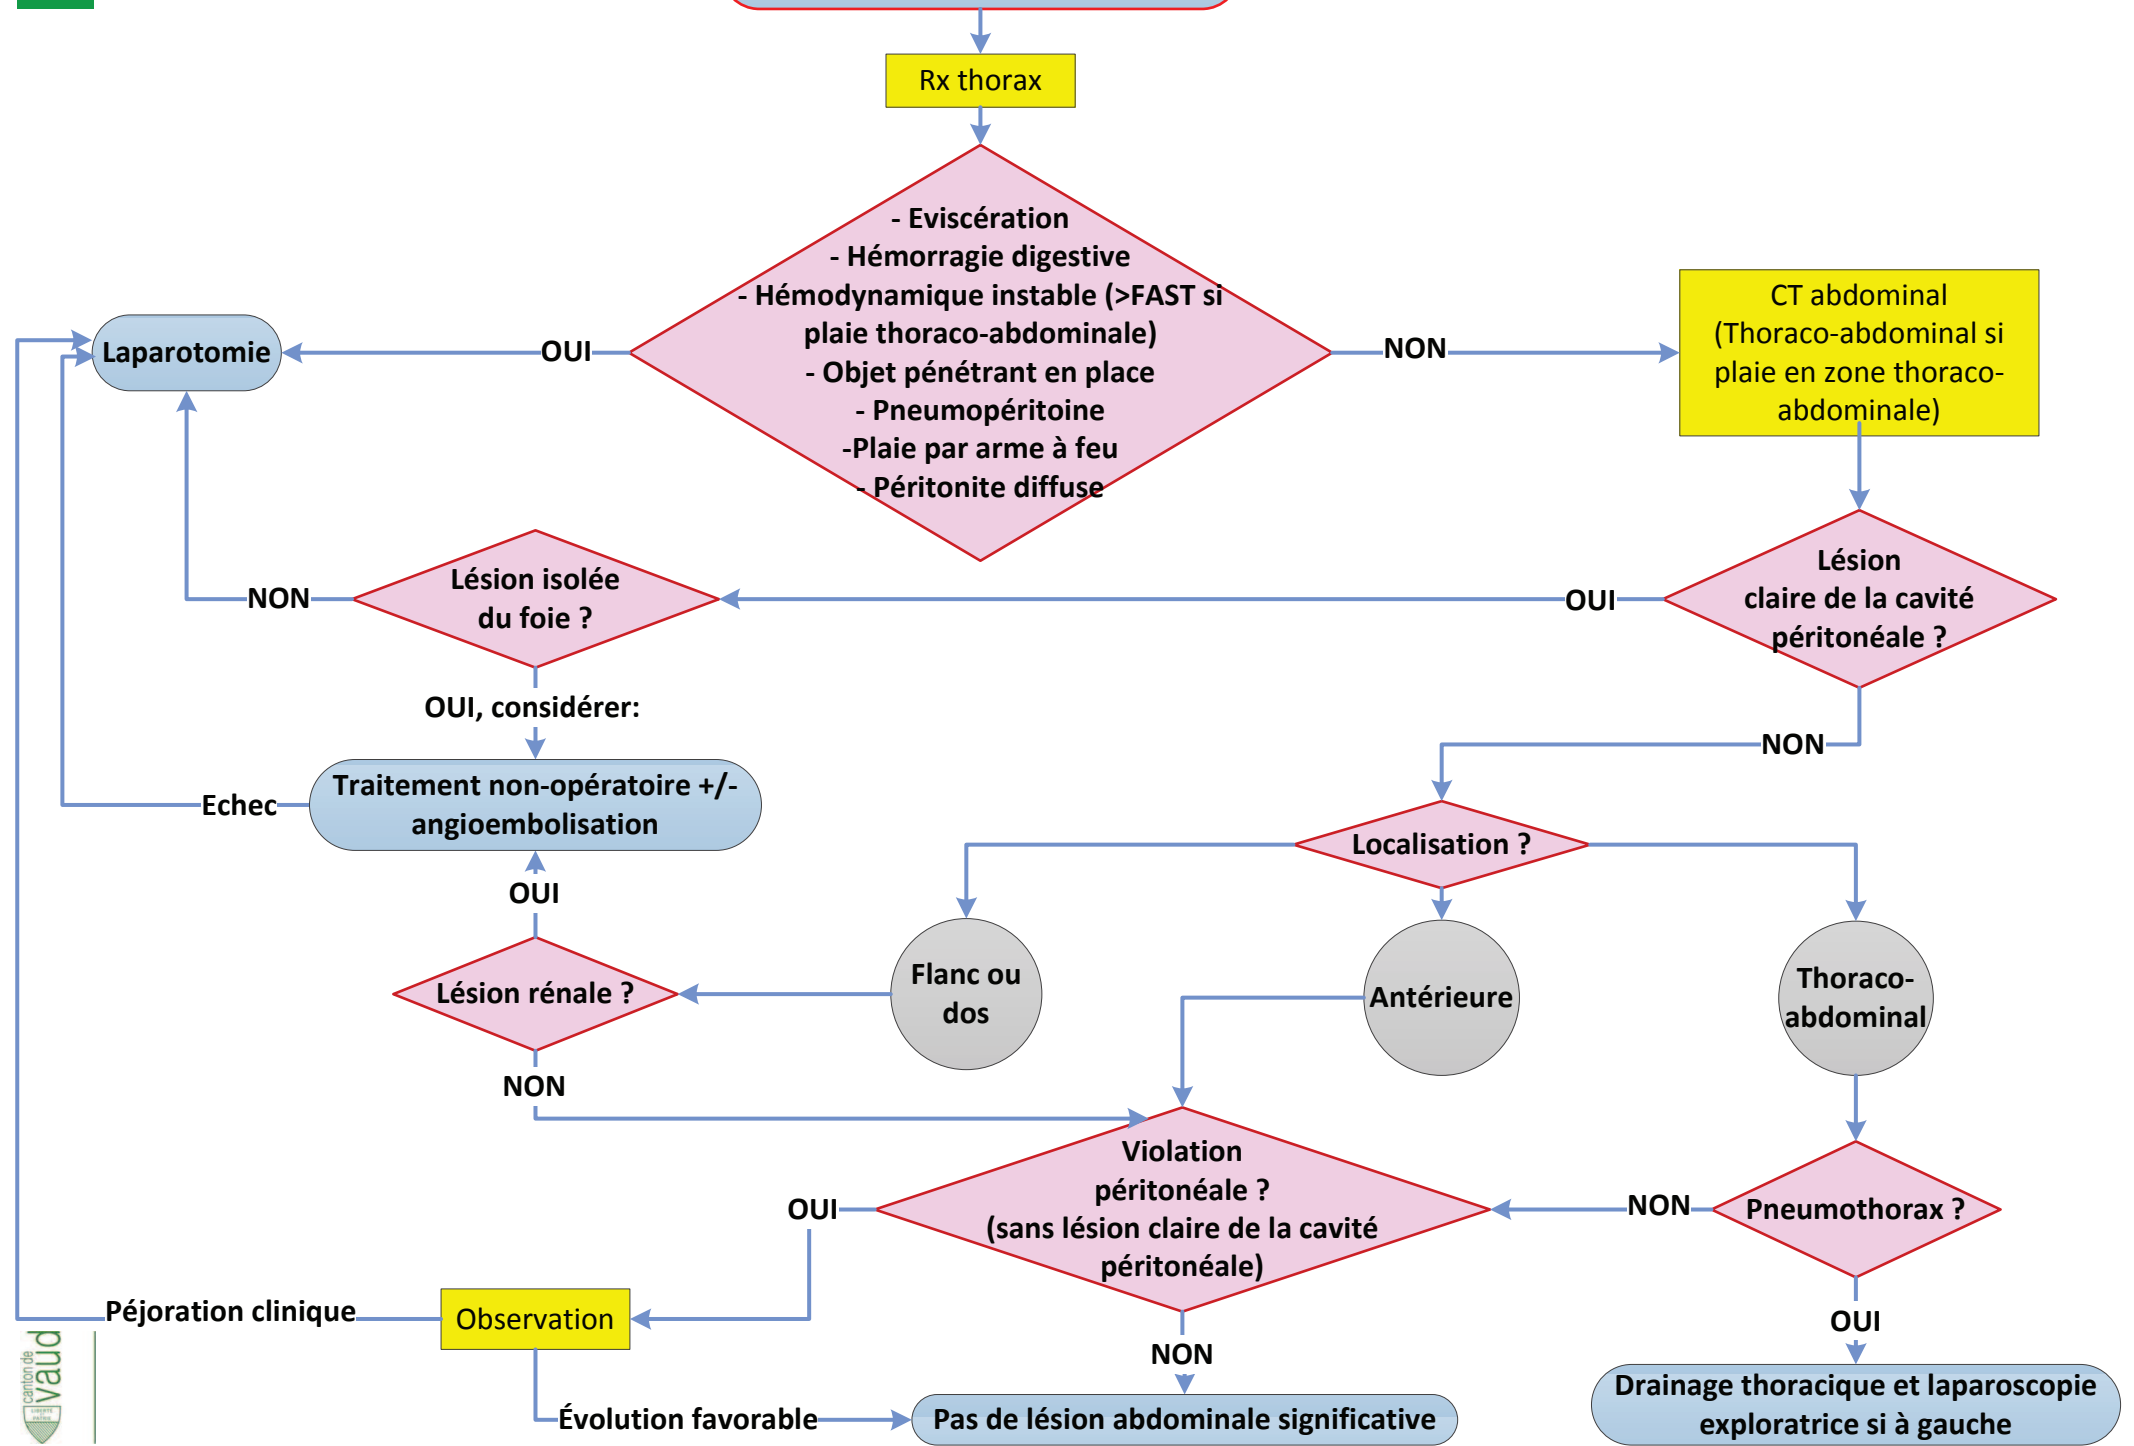 Rx thorax
- Eviscération
- Hémorragie digestive
- Hémodynamique instable (>FAST si
plaie thoraco-abdominale)
- Objet pénétrant en place
- Pneumopéritoine
-Plaie par arme à feu
- Péritonite diffuse
OUI
Laparotomie
NON
CT abdominal
(Thoraco-abdominal si
plaie en zone thoraco-
abdominale)
Lésion
claire de la cavité
péritonéale ?
OUI
Lésion isolée
du foie ?
NON
OUI, considérer:
NON
Traitement non-opératoire +/-
angioembolisation
Echec
Localisation ?
OUI
Lésion rénale ?
Flanc ou
dos
Antérieure
Thoraco-
abdominal
NON
Violation
péritonéale ?
(sans lésion claire de la cavité
péritonéale)
OUI
NON
Pneumothorax ?
Péjoration clinique
Observation
NON
OUI
Évolution favorable
Pas de lésion abdominale significative
Drainage thoracique et laparoscopie
exploratrice si à gauche
canton de
vaud
LIBERTÉ
ET
PATRIE